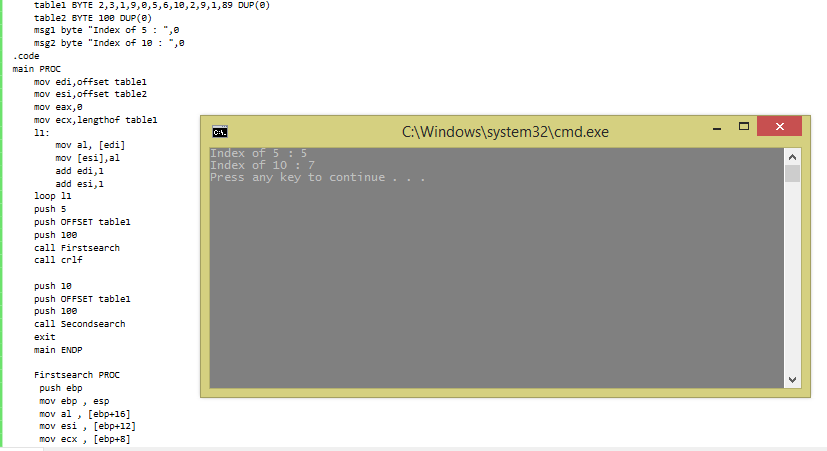 table1 BYTE 2,3,1,9,0,5,6,10,2,9,1,89 DUP(0)
table2 BYTE 100 DUP(0)
msg1 byte "Index of 5 : ",0
msg2 byte "Index of 10 : ",0
.code
main PROC
mov edi,offset table1
mov esi,offset table2
mov eax,0
mov ecx,lengthof table1
l1:
mov al, [edi]
mov [esi],al
add edi,1
add esi,1
loop l1
push 5
push OFFSET table1
push 100
call Firstsearch
call crlf
push 10
push OFFSET table1
push 100
call Secondsearch
exit
main ENDP
Firstsearch PROC
push ebp
mov ebp , esp
mov al , [ebp+16]
mov esi , [ebp+12]
mov ecx , [ebp+8]
C:\.
C:\Windows\system32\cmd.exe
Index of 5 : 5
Index of 10 : 7
Press any key to continue . . .